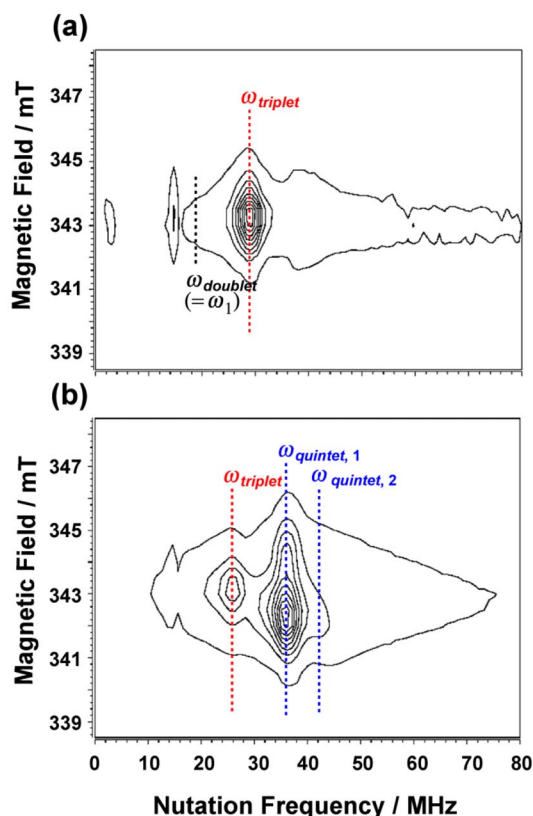 (a)
Magnetic Field / mT
347
345
343
341
339
ω triplet
ω doublet
(= ω1)
(b)
Magnetic Field / mT
347
345
343
341
339
ω quintet, 1
ω triplet
ω quintet, 2
0 10 20 30 40 50 60 70 80
Nutation Frequency / MHz